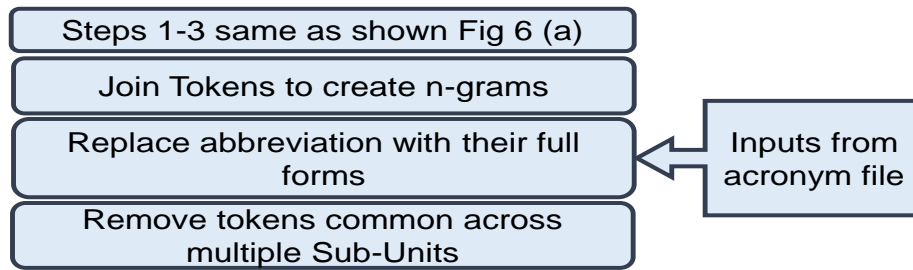 Steps 1-3 same as shown Fig 6 (a)
Join Tokens to create n-grams
Replace abbreviation with their full
forms
Inputs from
acronym file
Remove tokens common across
multiple Sub-Units